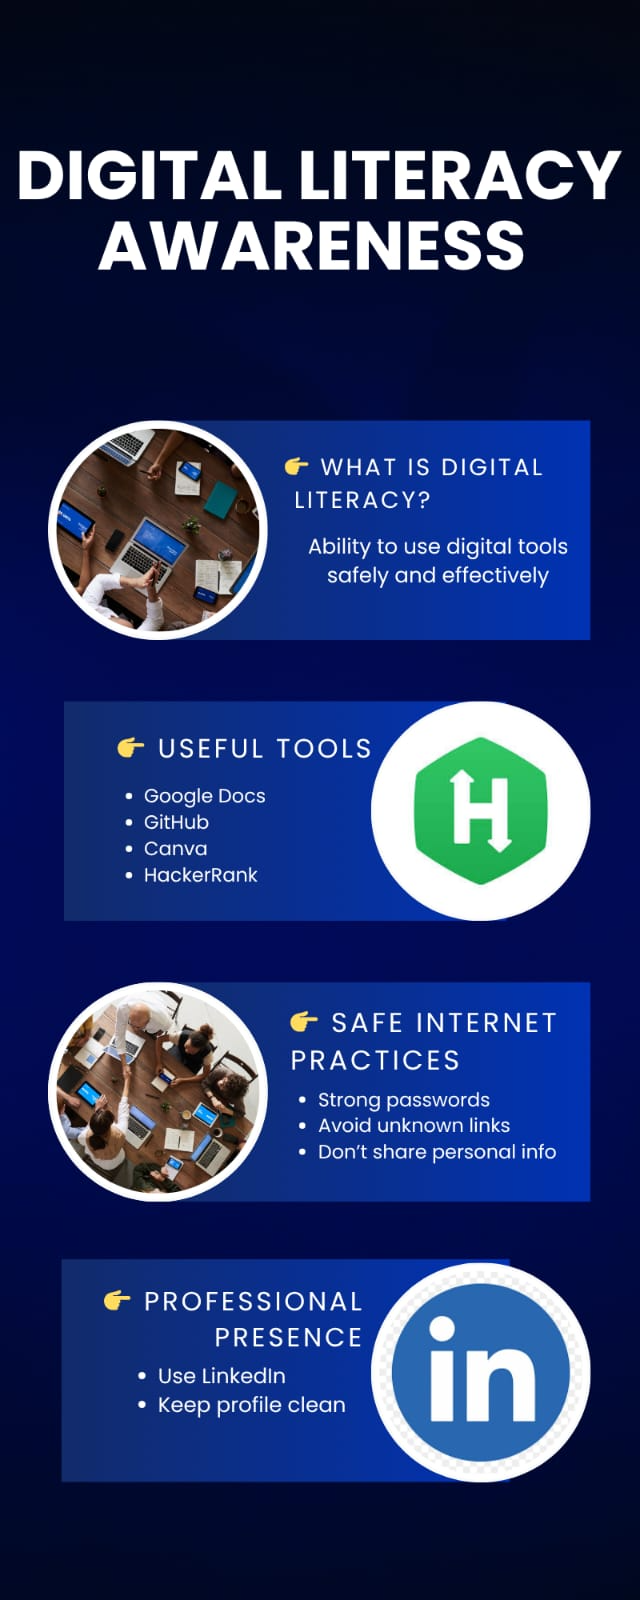 DIGITAL LITERACY
AWARENESS
👉 WHAT IS DIGITAL
LITERACY?
Ability to use digital tools
safely and effectively
👉 USEFUL TOOLS
• Google Docs
• GitHub
• Canva
• HackerRank
H
👉 SAFE INTERNET
PRACTICES
• Strong passwords
• Avoid unknown links
• Don’t share personal info
👉 PROFESSIONAL
PRESENCE
• Use LinkedIn
• Keep profile clean
in